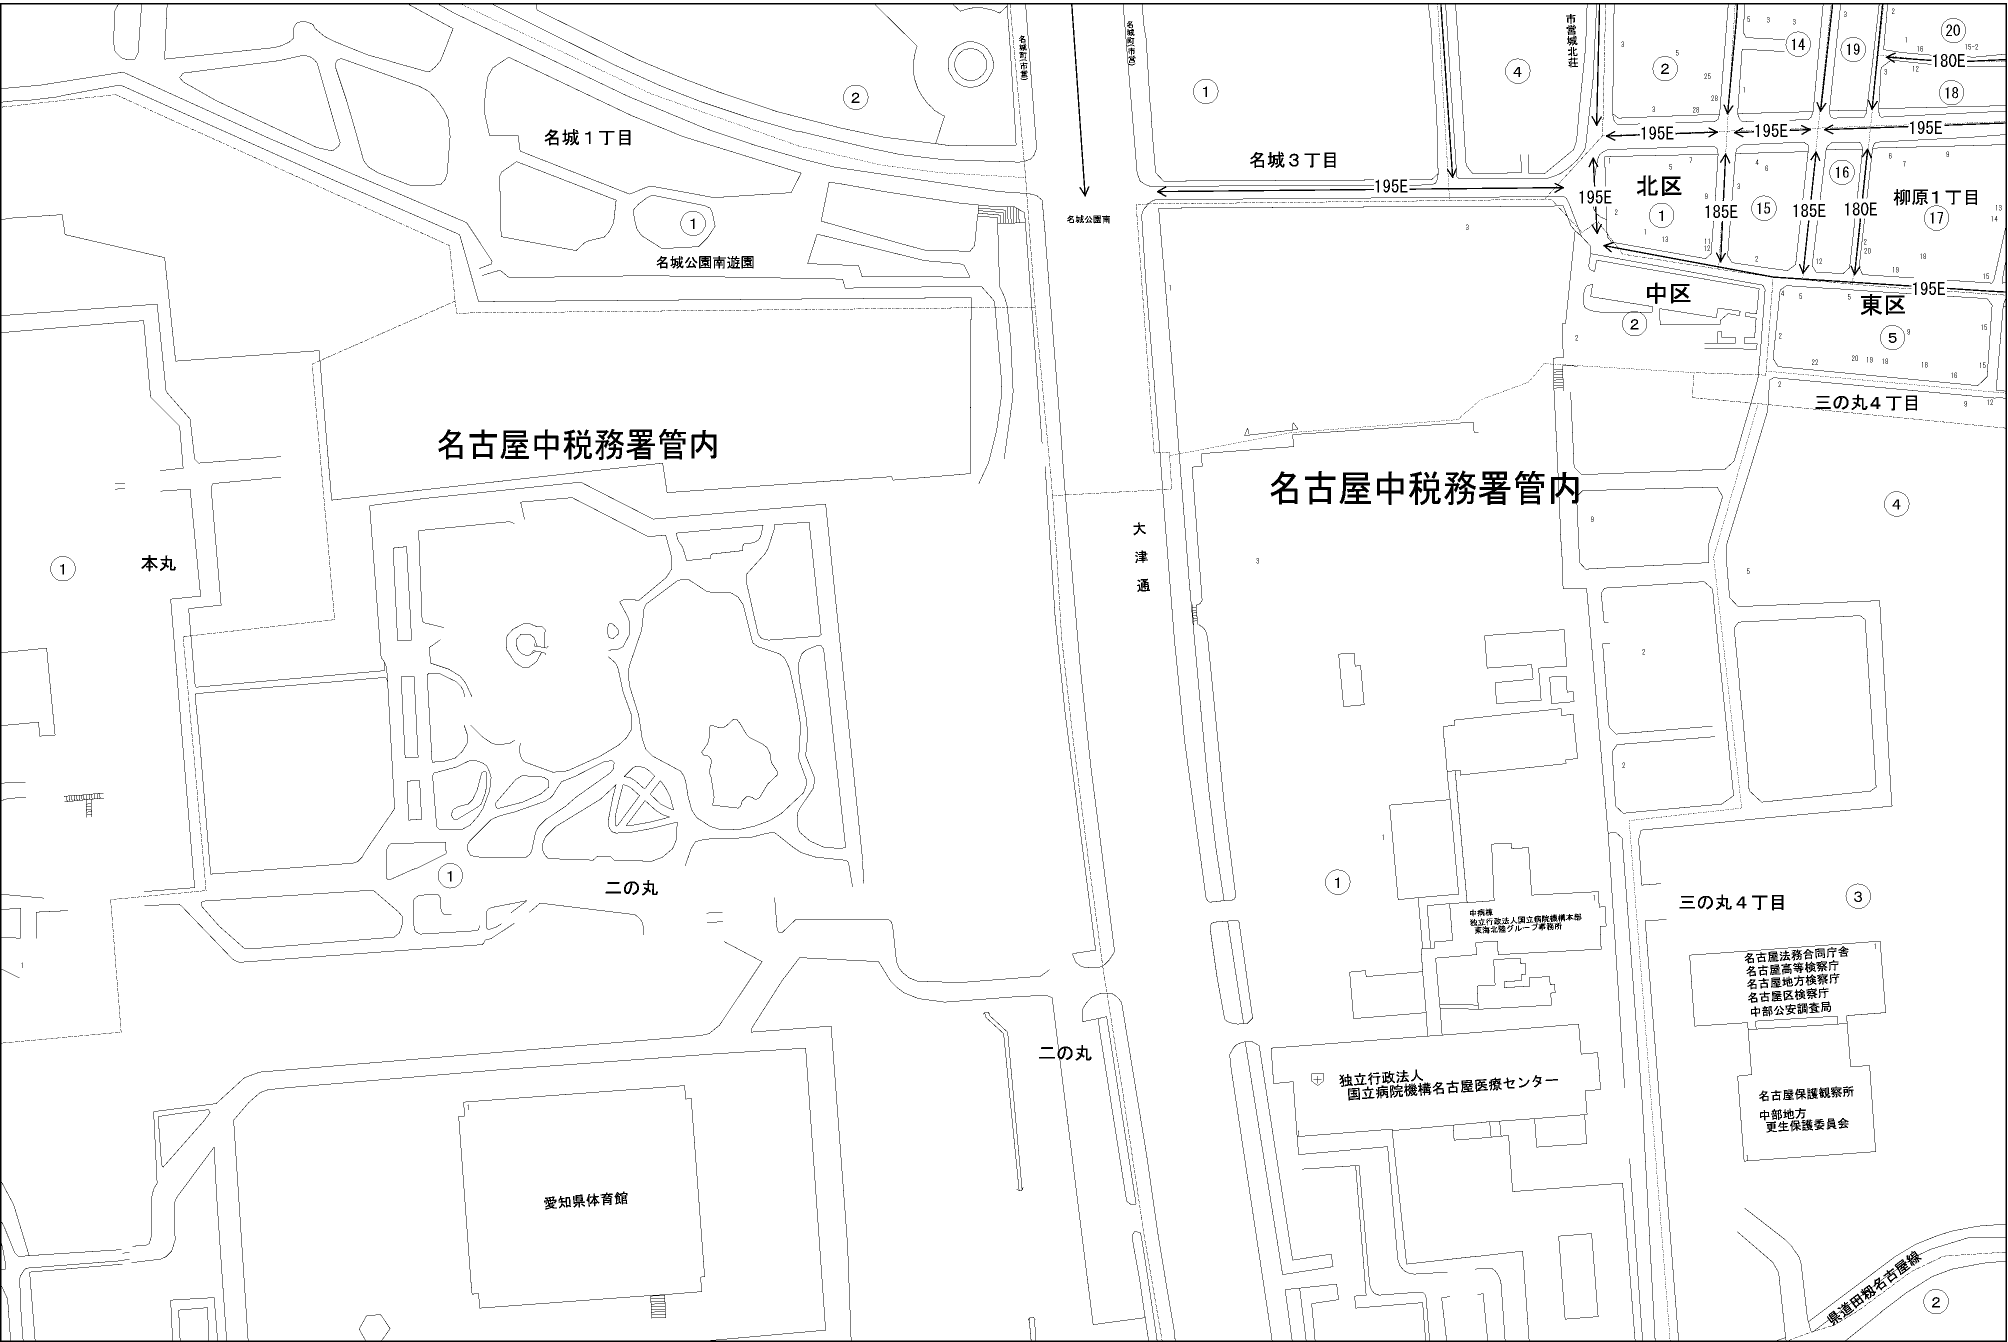 名城町(市営)
名城町(市営)
市営城北荘
2
1
4
2
14
19
20
18
180E
195E
195E
195E
名城１丁目
名城３丁目
195E
195E
北区
1
185E
15
185E
16
180E
柳原１丁目
17
名城公園南
1
名城公園南遊園
195E
中区
2
東区
5
三の丸４丁目
名古屋中税務署管内
名古屋中税務署管内
4
大津通
1
本丸
1
二の丸
1
三の丸４丁目
3
中病棟
独立行政法人国立病院機構本部
東海北陸グループ事務所
名古屋法務合同庁舎
名古屋高等検察庁
名古屋地方検察庁
名古屋区検察庁
中部公安調査局
二の丸
独立行政法人
国立病院機構名古屋医療センター
名古屋保護観察所
中部地方
更生保護委員会
愛知県体育館
県道田籾名古屋線
2